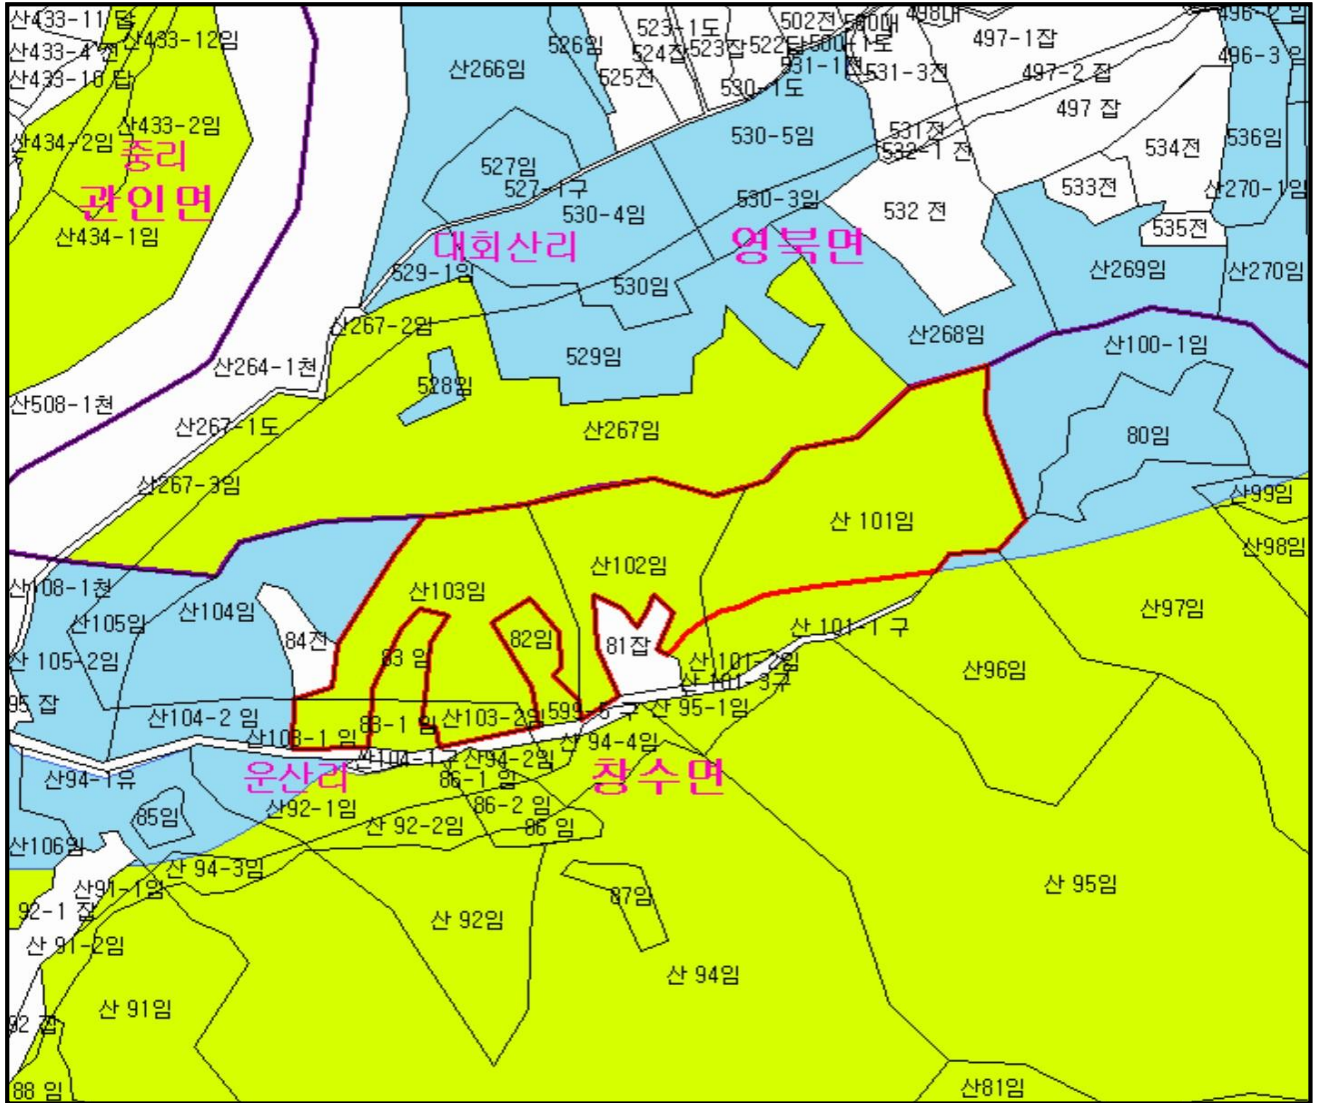 산433-11 답
산433-12임
526임
523-1도
502전
498대
496-2 임
산433-4 전
524잡
523잡
522답
500-1도
497-1잡
496-3 임
산433-10 답
산266임
525전
531-1전
531-3전
497-2 잡
530-1도
497 잡
산433-2임
530-5임
531전
536임
산434-2임
532-1 전
534전
중리
527임
533전
산270-1임
527-1구
530-3임
관인면
530-4임
532 전
535전
산434-1임
대회산리
영북면
529-1임
530임
산269임
산270임
산267-2임
산268임
산100-1임
529임
산264-1천
528임
산508-1천
산267-1도
산267임
80임
산267-3임
산99임
산 101임
산98임
산102임
산108-1천
산103임
산104임
산97임
산105임
산 101-1 구
84전
82임
81잡
산 105-2임
83 임
산 101-2임
산96임
산 101-3구
95 잡
산104-2 임
산103-2임
산 95-1임
83-1 임
산103-1 임
산 94-4임
산104-1구
산94-2임
운산리
창수면
산94-1유
86-1 임
산92-1임
86-2 임
85임
산 92-2임
86 임
산106임
산 94-3임
산91-1임
산 95임
87임
92-1 잡
산 92임
산 91-2임
산 94임
산 91임
92 잡
88 임
산81임